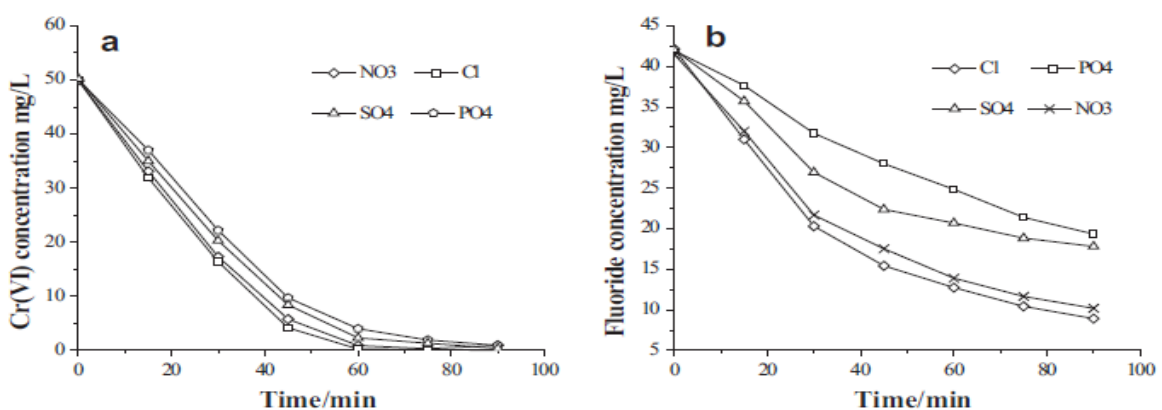 a
NO3 Cl
SO4 PO4
Cr(VI) concentration mg/L
60
50
40
30
20
10
0
0 20 40 60 80 100
Time/min
b
Cl PO4
SO4 NO3
Fluoride concentration mg/L
45
40
35
30
25
20
15
10
5
0 20 40 60 80 100
Time/min